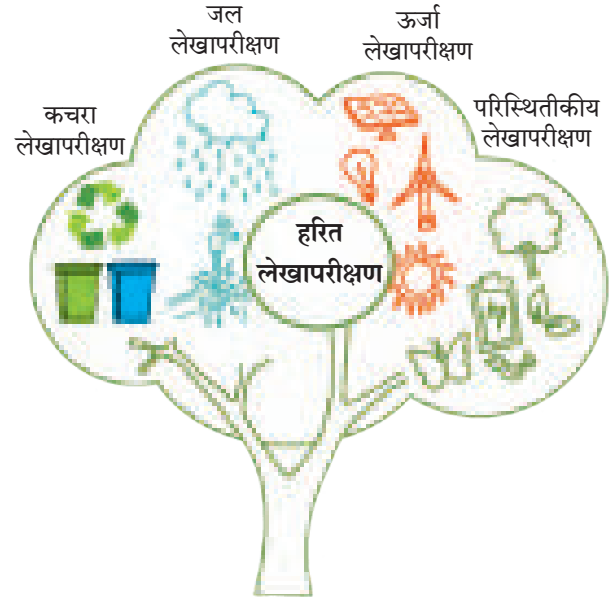 जल
लेखापरीक्षण
ऊर्जा
लेखापरीक्षण
कचरा
लेखापरीक्षण
परिस्थितीकीय
लेखापरीक्षण
हरित
लेखापरीक्षण